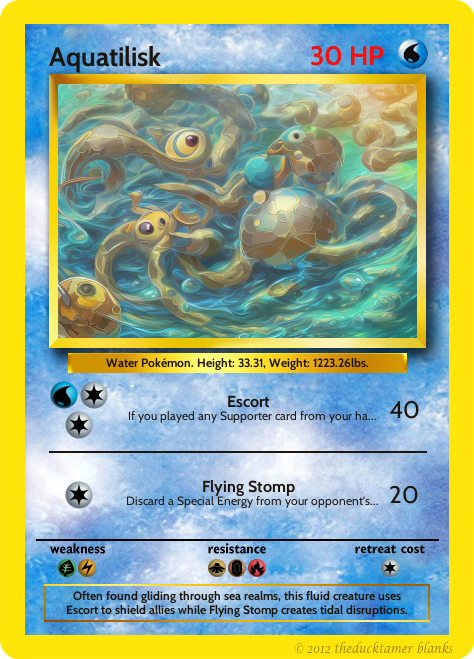 Aquatilisk 30 HP
Water Pokémon. Height: 33.31, Weight: 1223.26lbs.
Escort
If you played any Supporter card from your ha... 40
Flying Stomp
Discard a Special Energy from your opponent's... 20
weakness resistance retreat cost
Often found gliding through sea realms, this fluid creature uses
Escort to shield allies while Flying Stomp creates tidal disruptions.
© 2012 theducktamer blanks